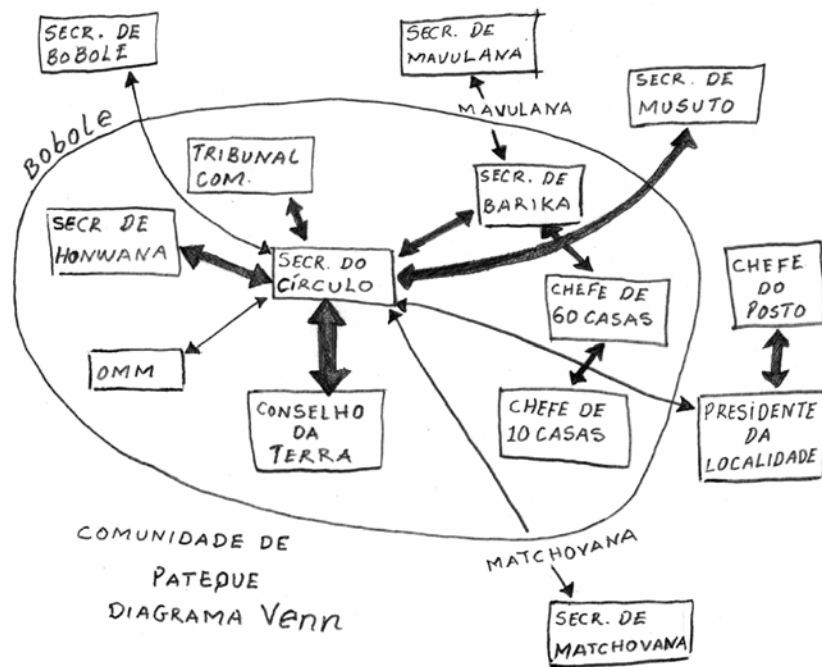 SECR. DE
BOBOLE
SECR. DE
MAVULANA
SECR. DE
MUSUTO
MAVULANA
Bobole
TRIBUNAL
COM.
SECR. DE
BARIKA
SECR. DE
HONWANA
SECR. DO
CÍRCULO
CHEFE DE
60 CASAS
CHEFE
DO
POSTO
OMM
CONSELHO
DA
TERRA
CHEFE DE
10 CASAS
PRESIDENTE
DA
LOCALIDADE
COMUNIDADE DE
PATEQUE
DIAGRAMA Venn
MATCHOVANA
SECR. DE
MATCHOVANA